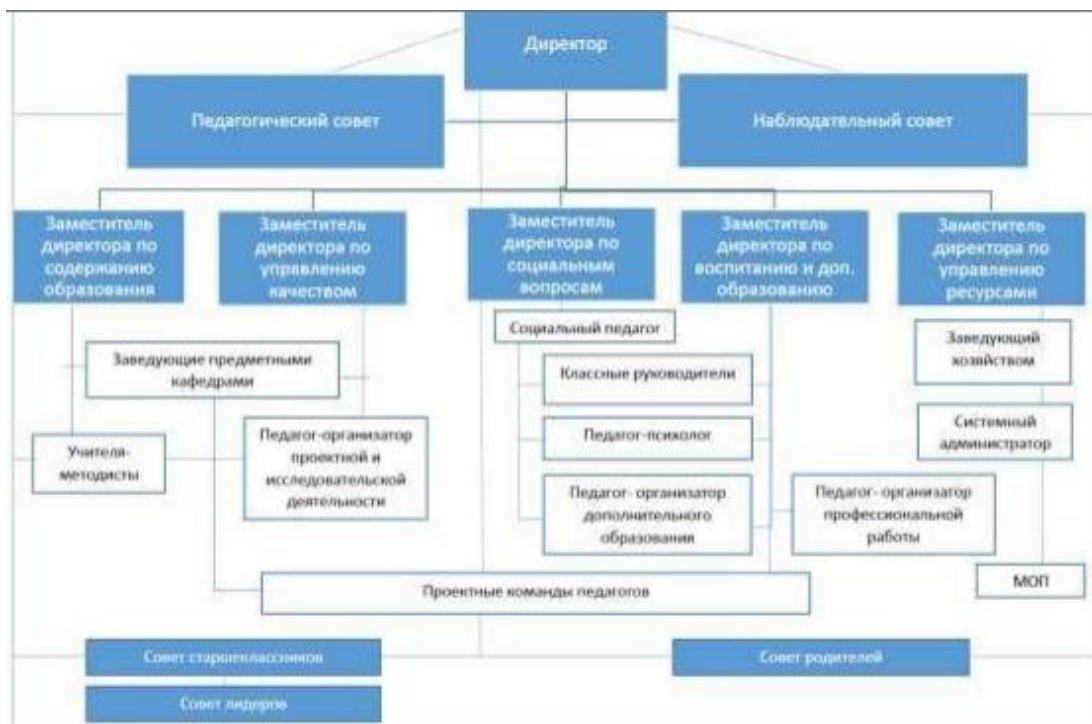 Директор
Педагогический совет
Наблюдательный совет
Заместитель
директора по
содержанию
образования
Заместитель
директора по
управлению
качеством
Заместитель
директора по
социальным
вопросам
Заместитель
директора по
воспитанию и доп.
образованию
Заместитель
директора по
управлению
ресурсами
Социальный педагог
Заведующий
хозяйством
Заведующие предметными
кафедрами
Классные руководители
Учителя-
методисты
Педагог-организатор
проектной и
исследовательской
деятельности
Педагог-психолог
Системный
администратор
Педагог- организатор
дополнительного
образования
Педагог- организатор
профессиональной
работы
МОП
Проектные команды педагогов
Совет старшеклассников
Совет родителей
Совет лидеров